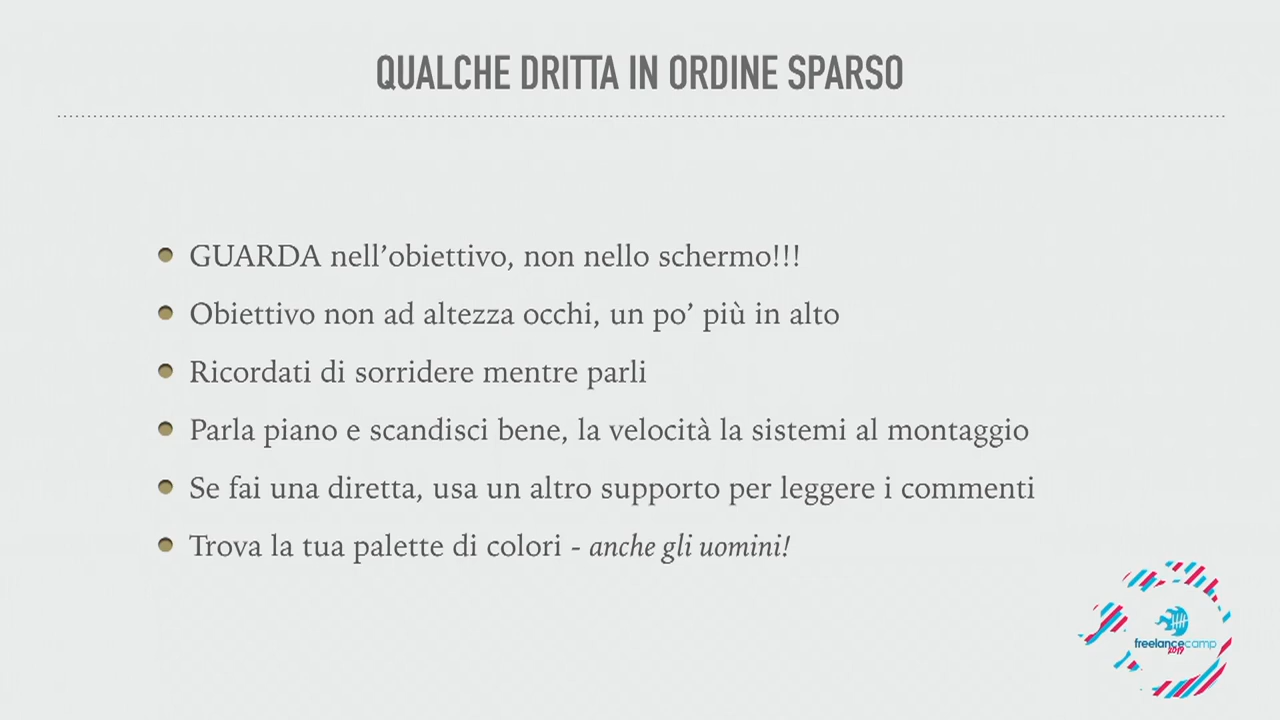 QUALCHE DRITTA IN ORDINE SPARSO
GUARDA nell’obiettivo, non nello schermo!!!
Obiettivo non ad altezza occhi, un po’ più in alto
Ricordati di sorridere mentre parli
Parla piano e scandisci bene, la velocità la sistemi al montaggio
Se fai una diretta, usa un altro supporto per leggere i commenti
Trova la tua palette di colori - anche gli uomini!
freelancecamp
2019